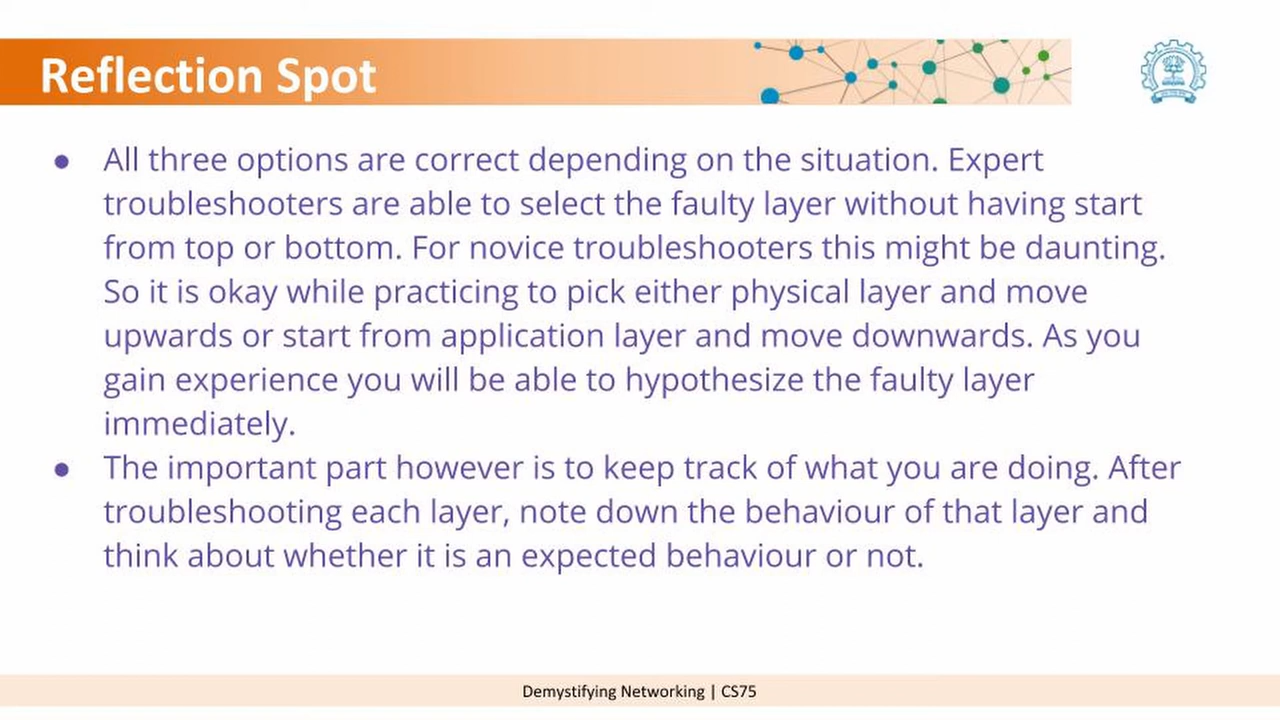 Reflection Spot
● All three options are correct depending on the situation. Expert
troubleshooters are able to select the faulty layer without having start
from top or bottom. For novice troubleshooters this might be daunting.
So it is okay while practicing to pick either physical layer and move
upwards or start from application layer and move downwards. As you
gain experience you will be able to hypothesize the faulty layer
immediately.
● The important part however is to keep track of what you are doing. After
troubleshooting each layer, note down the behaviour of that layer and
think about whether it is an expected behaviour or not.
Demystifying Networking | CS75